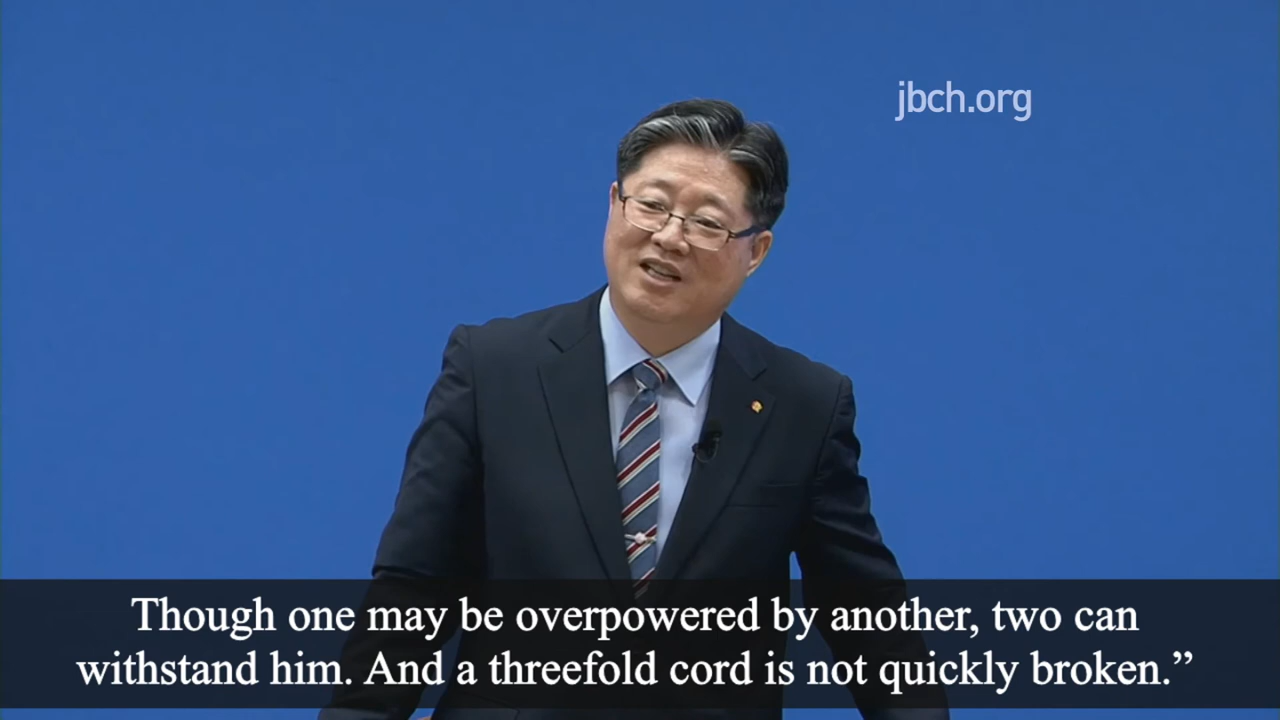 jbch.org
Though one may be overpowered by another, two can
withstand him. And a threefold cord is not quickly broken.”